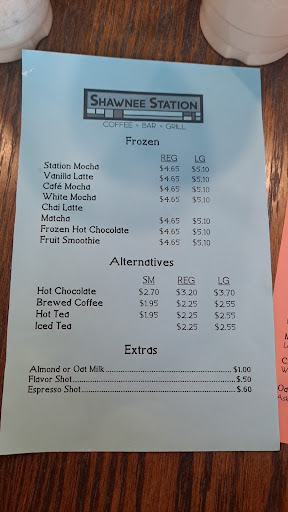 SHAWNEE STATION
COFFEE • BAR • GRILL
Frozen
REG LG
Station Mocha $4.65 $5.10
Vanilla Latte $4.65 $5.10
Café Mocha $4.65 $5.10
White Mocha $4.65 $5.10
Chai Latte
Matcha $4.65 $5.10
Frozen Hot Chocolate $4.65 $5.10
Fruit Smoothie $4.65 $5.10
Alternatives
SM REG LG
Hot Chocolate $2.70 $3.20 $3.70
Brewed Coffee $1.95 $2.25 $2.55
Hot Tea $1.95 $2.25 $2.55
Iced Tea $2.25 $2.55
Extras
Almond or Oat Milk $1.00
Flavor Shot $.50
Espresso Shot $.60